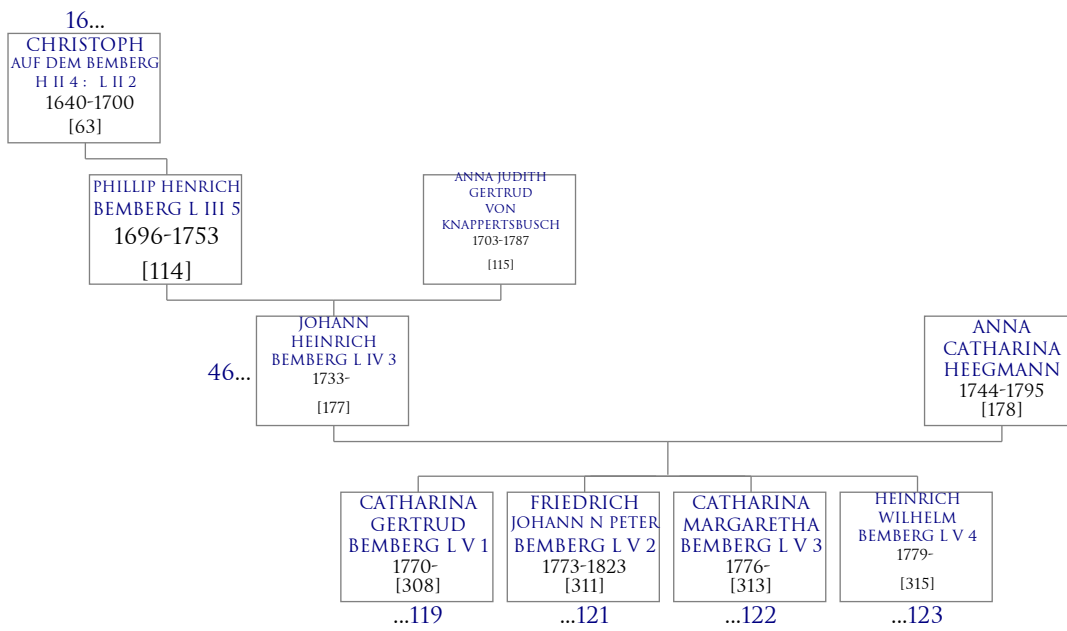 16...
CHRISTOPH
AUF DEM BEMBERG
H II 4 : L II 2
1640-1700
[63]
PHILLIP HENRICH
BEMBERG L III 5
1696-1753
[114]
ANNA JUDITH
GERTRUD
VON
KNAPPERTSBUSCH
1703-1787
[115]
46...
JOHANN
HEINRICH
BEMBERG L IV 3
1733-
[177]
ANNA
CATHARINA
HEEGMANN
1744-1795
[178]
CATHARINA
GERTRUD
BEMBERG L V 1
1770-
[308]
...119
FRIEDRICH
JOHANN N PETER
BEMBERG L V 2
1773-1823
[311]
...121
CATHARINA
MARGARETHA
BEMBERG L V 3
1776-
[313]
...122
HEINRICH
WILHELM
BEMBERG L V 4
1779-
[315]
...123